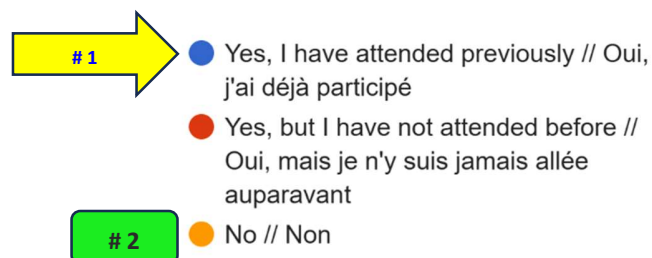 # 1
Yes, I have attended previously // Oui,
j'ai déjà participé
Yes, but I have not attended before //
Oui, mais je n'y suis jamais allée
auparavant
# 2
No // Non